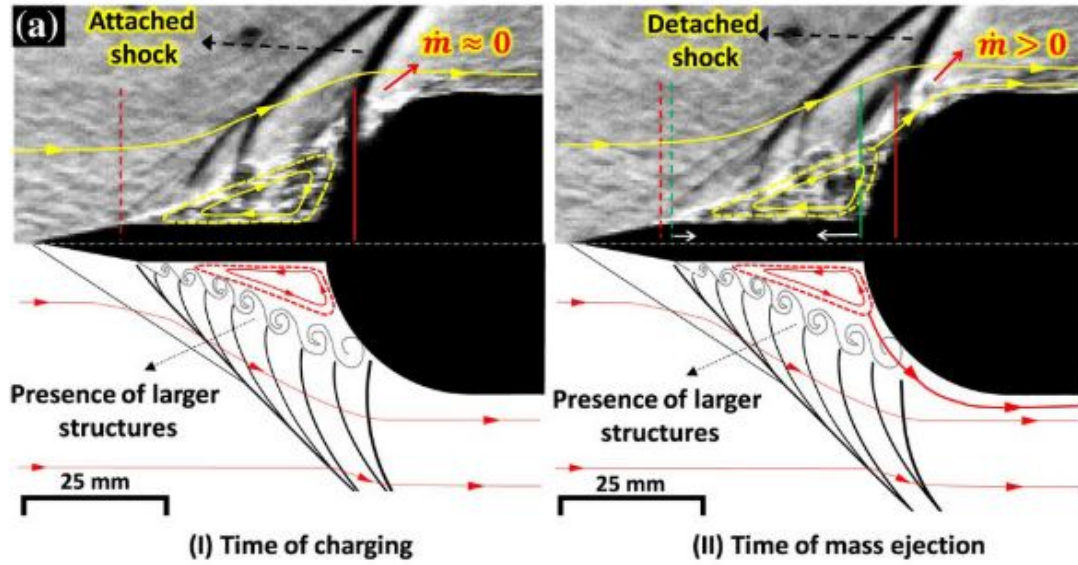 (a)
Attached
shock
ṁ ≈ 0
Presence of larger
structures
25 mm
(I) Time of charging
Detached
shock
ṁ > 0
Presence of larger
structures
25 mm
(II) Time of mass ejection